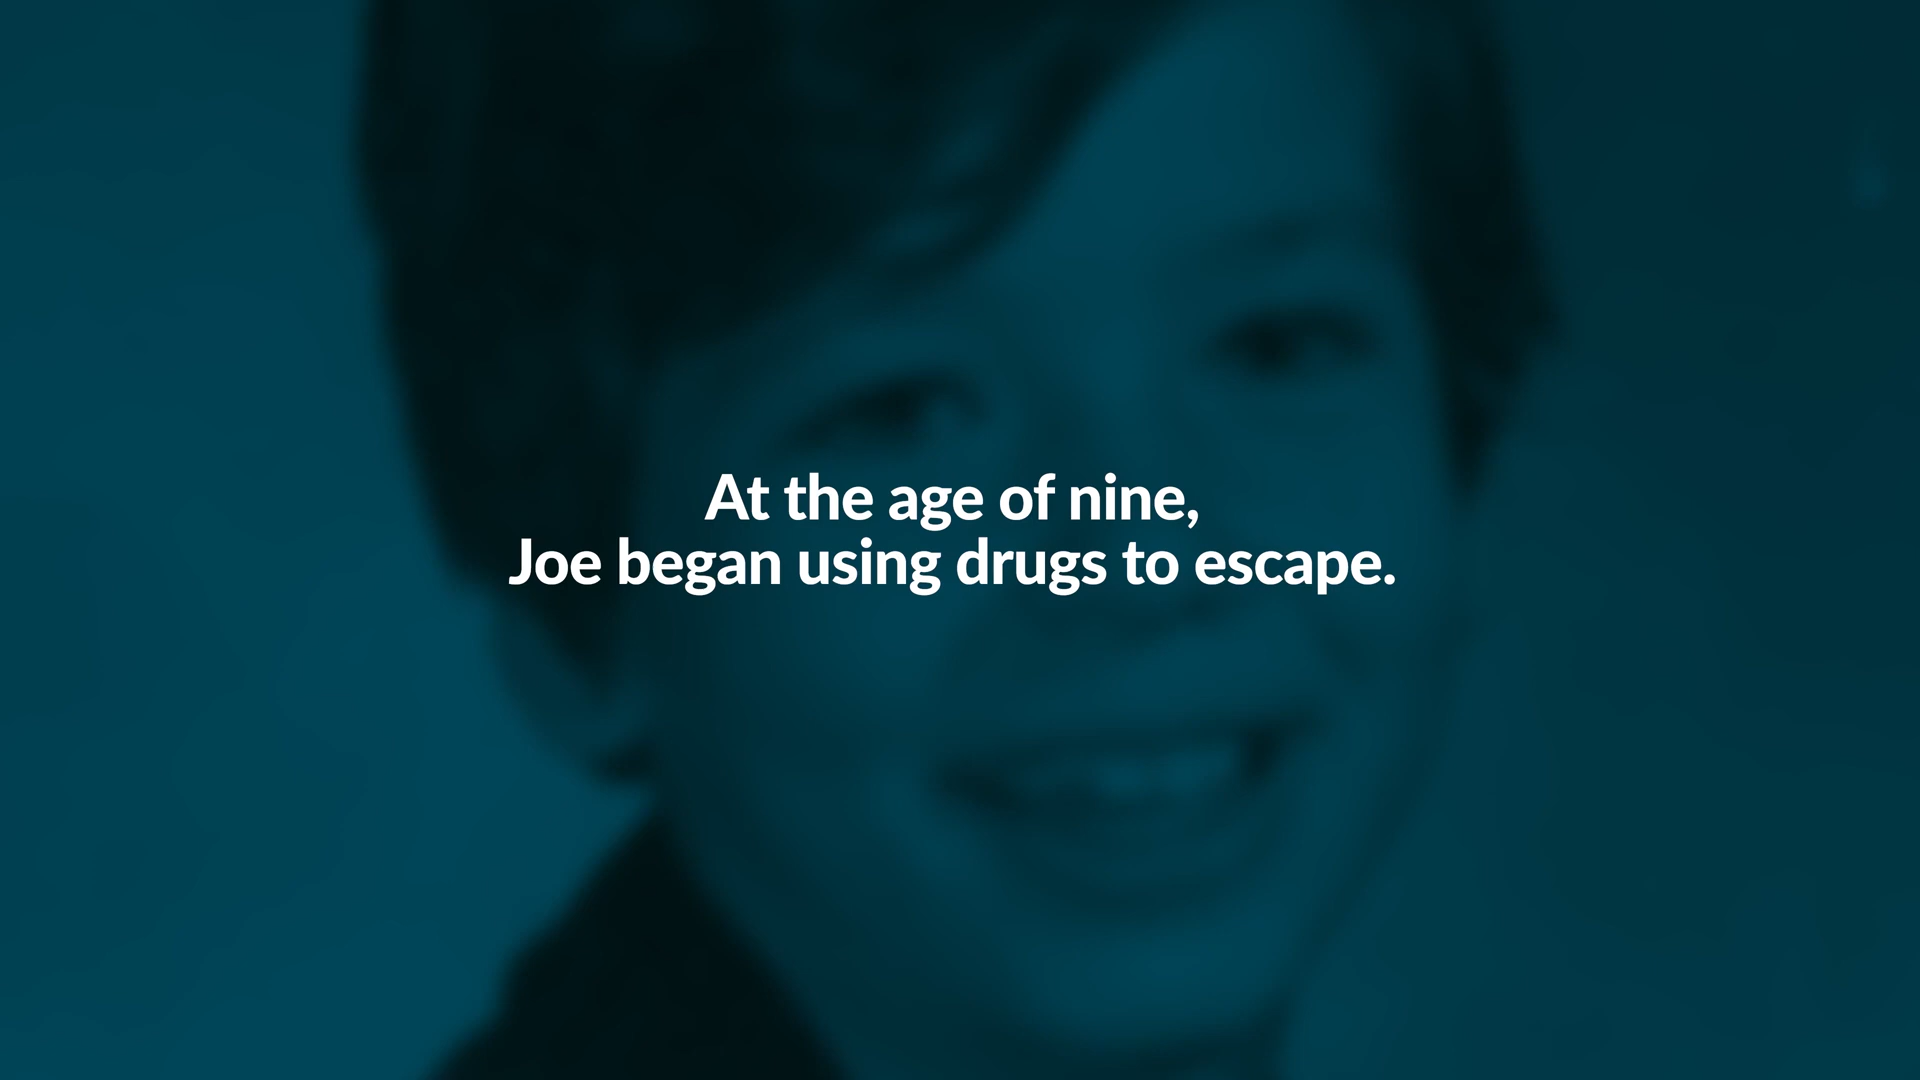 At the age of nine,
Joe began using drugs to escape.